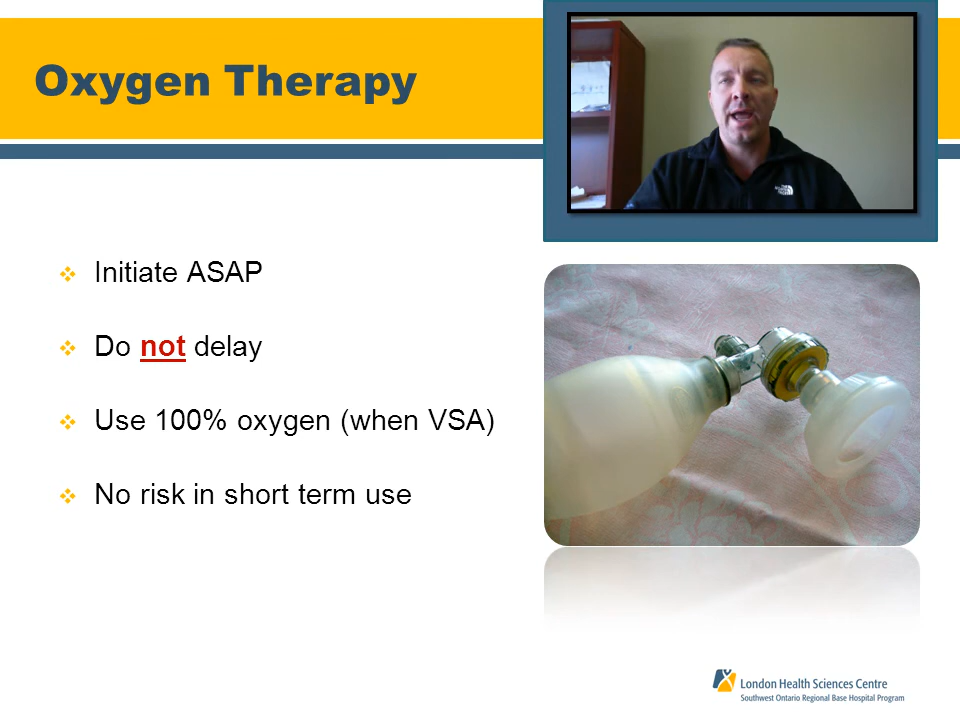 Oxygen Therapy
Initiate ASAP
Do not delay
Use 100% oxygen (when VSA)
No risk in short term use
London Health Sciences Centre
Southwest Ontario Regional Base Hospital Program